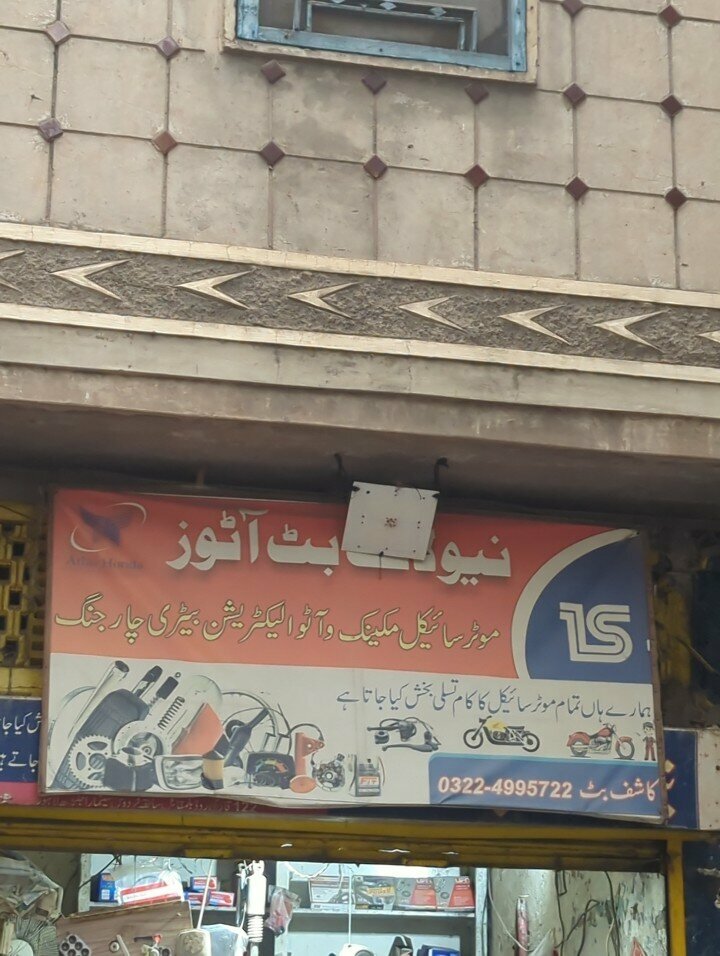 Atlas Honda
نیو بٹ آٹوز
موٹر سائیکل مکینک و آٹو الیکٹریشن بیٹری چارجنگ
ہمارے ہاں تمام موٹر سائیکل کا کام تسلی بخش کیا جاتا ہے
کاشف بٹ 0322-4995722